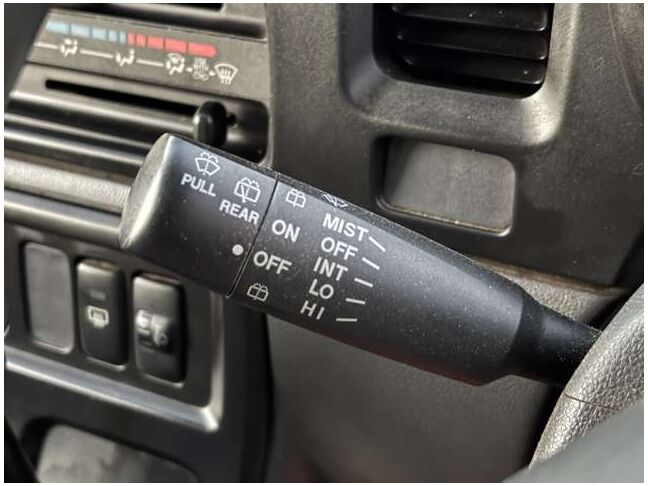 PULL
REAR
ON
OFF
MIST
OFF
INT
LO
HI